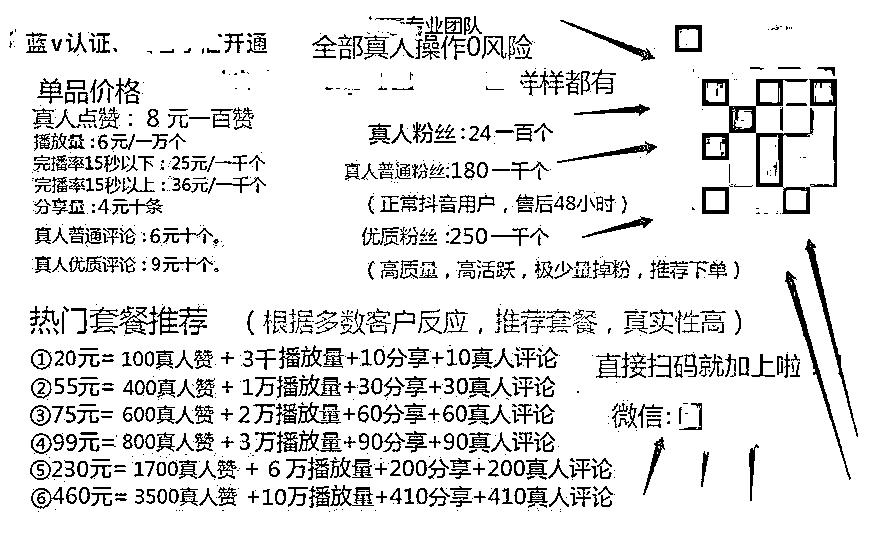 专业团队
蓝v认证、 开通
全部真人操作0风险
样样都有
单品价格
真人点赞：8元一百赞
播放量：6元/一万个
完播率15秒以下：25元/一千个
完播率15秒以上：36元/一千个
分享量：4元十条
真人普通评论：6元十个。
真人优质评论：9元十个。
真人粉丝：24一百个
真人普通粉丝:180一千个
（正常抖音用户，售后48小时）
优质粉丝：250一千个
（高质量，高活跃，极少量掉粉，推荐下单）
热门套餐推荐 （根据多数客户反应，推荐套餐，真实性高）
①20元= 100真人赞 + 3千播放量+10分享+10真人评论
②55元= 400真人赞 + 1万播放量+30分享+30真人评论
③75元= 600真人赞 + 2万播放量+60分享+60真人评论
④99元= 800真人赞 + 3万播放量+90分享+90真人评论
⑤230元= 1700真人赞 + 6万播放量+200分享+200真人评论
⑥460元= 3500真人赞 +10万播放量+410分享+410真人评论
直接扫码就加上啦
微信: